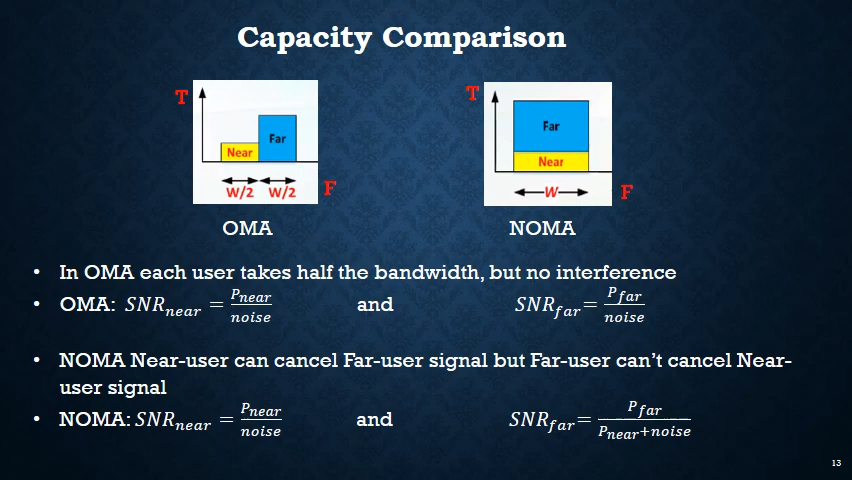 Capacity Comparison
T
Near
Far
W/2 W/2
F
OMA
T
Far
Near
W
F
NOMA
• In OMA each user takes half the bandwidth, but no interference
• OMA: SNR_near = P_near/noise and SNR_far = P_far/noise
• NOMA Near-user can cancel Far-user signal but Far-user can't cancel Near-
user signal
• NOMA: SNR_near = P_near/noise and SNR_far = P_far/P_near+noise
13